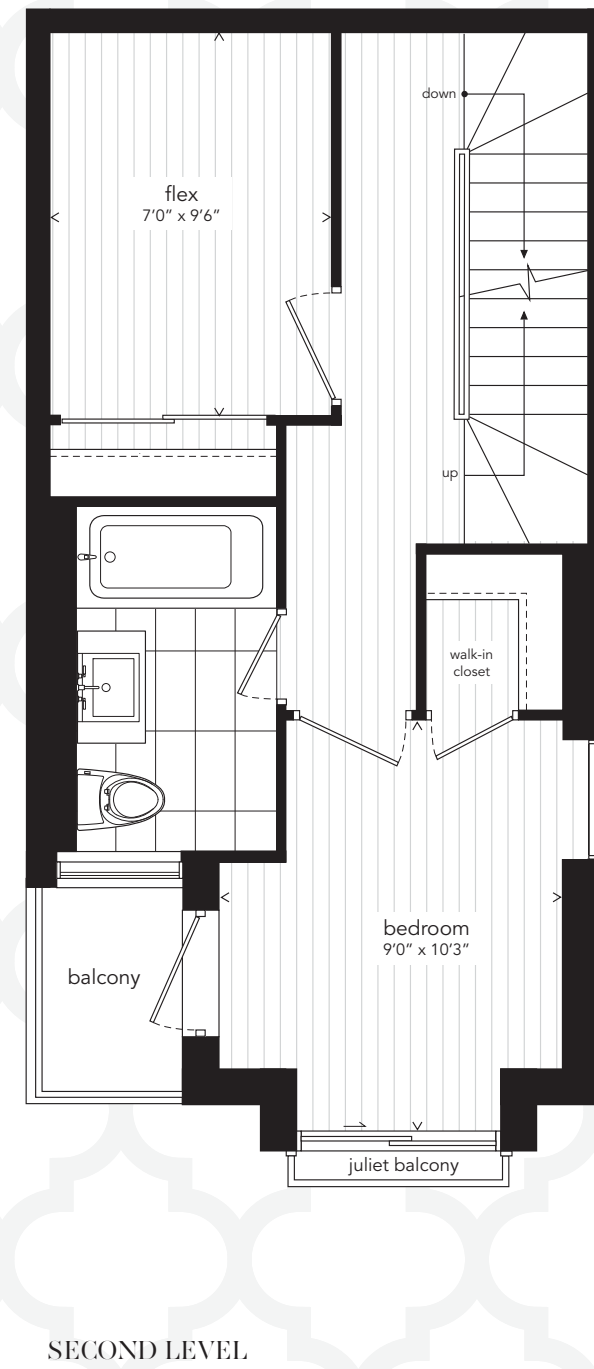 down
flex
7'0" x 9'6"
up
walk-in
closet
bedroom
9'0" x 10'3"
balcony
juliet balcony
SECOND LEVEL